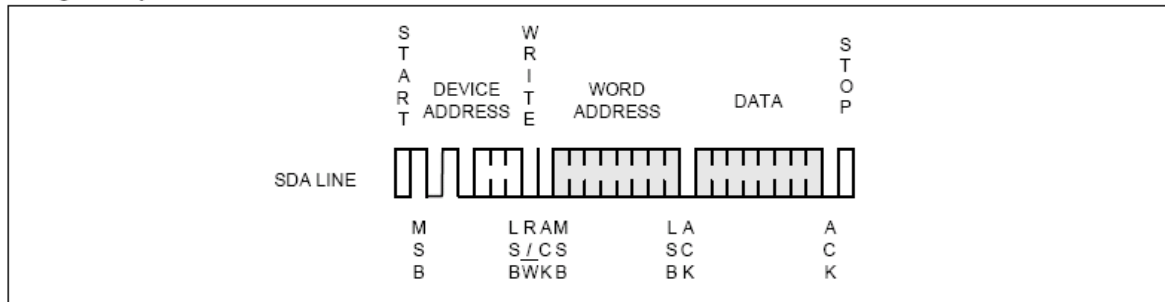 START
DEVICE
ADDRESS
WRITE
WORD
ADDRESS
DATA
STOP
SDA LINE
MSB
LSB
R/W
ACK
MSB
LSB
ACK
ACK